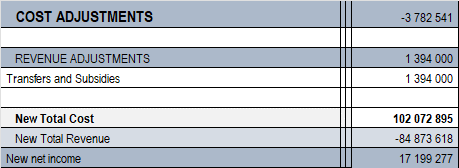 COST ADJUSTMENTS -3 782 541
REVENUE ADJUSTMENTS 1 394 000
Transfers and Subsidies 1 394 000
New Total Cost 102 072 895
New Total Revenue -84 873 618
New net income 17 199 277